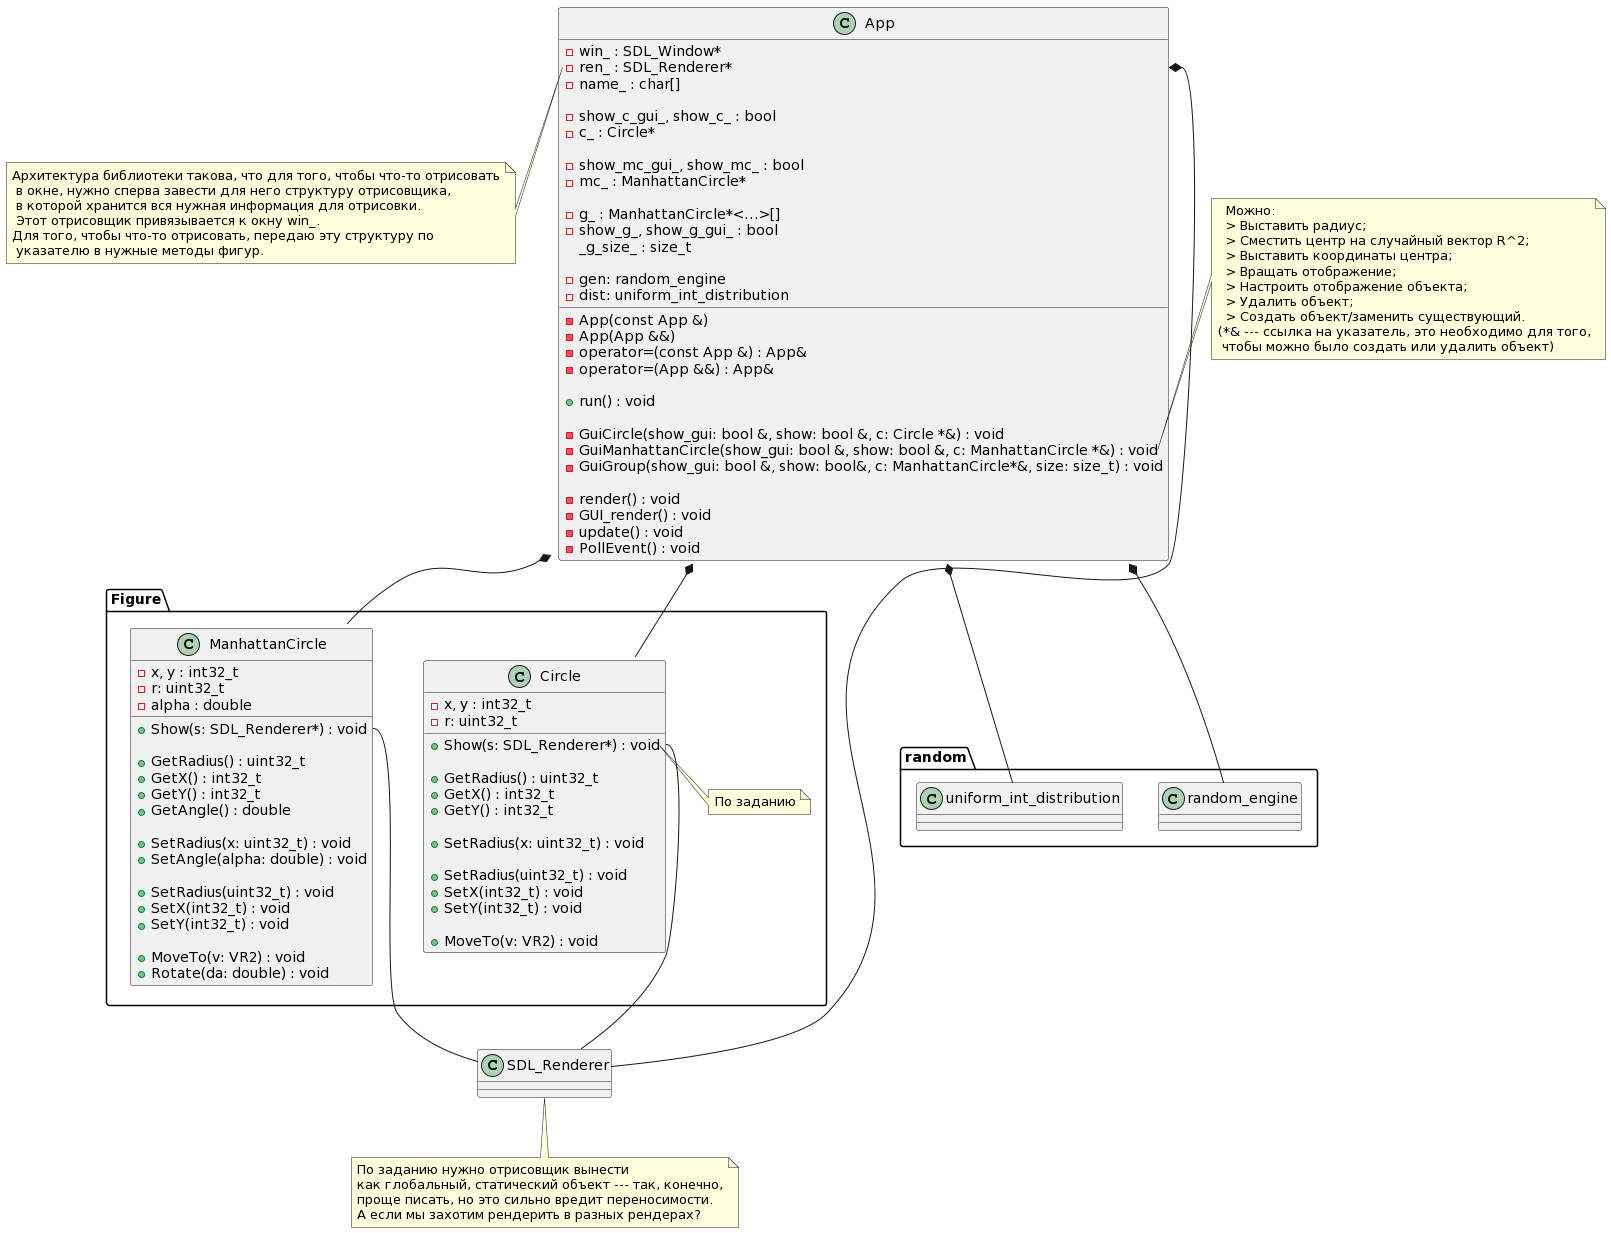 C App
win_ : SDL_Window*
ren_ : SDL_Renderer*
name_ : char[]
show_c_gui_, show_c_ : bool
c_ : Circle*
show_mc_gui_, show_mc_ : bool
mc_ : ManhattanCircle*
g_ : ManhattanCircle*<...>[]
show_g_, show_g_gui_ : bool
_g_size_ : size_t
gen: random_engine
dist: uniform_int_distribution
App(const App &)
App(App &&)
operator=(const App &) : App&
operator=(App &&) : App&
run() : void
GuiCircle(show_gui: bool &, show: bool &, c: Circle *&) : void
GuiManhattanCircle(show_gui: bool &, show: bool &, c: ManhattanCircle *&) : void
GuiGroup(show_gui: bool &, show: bool&, c: ManhattanCircle*&, size: size_t) : void
render() : void
GUI_render() : void
update() : void
PollEvent() : void
Архитектура библиотеки такова, что для того, чтобы что-то отрисовать
в окне, нужно сперва завести для него структуру отрисовщика,
в которой хранится вся нужная информация для отрисовки.
Этот отрисовщик привязывается к окну win_.
Для того, чтобы что-то отрисовать, передаю эту структуру по
указателю в нужные методы фигур.
Можно:
> Выставить радиус;
> Сместить центр на случайный вектор R^2;
> Выставить координаты центра;
> Вращать отображение;
> Настроить отображение объекта;
> Удалить объект;
> Создать объект/заменить существующий.
(*& --- ссылка на указатель, это необходимо для того,
чтобы можно было создать или удалить объект)
Figure
C ManhattanCircle
x, y : int32_t
r: uint32_t
alpha : double
Show(s: SDL_Renderer*) : void
GetRadius() : uint32_t
GetX() : int32_t
GetY() : int32_t
GetAngle() : double
SetRadius(x: uint32_t) : void
SetAngle(alpha: double) : void
SetRadius(uint32_t) : void
SetX(int32_t) : void
SetY(int32_t) : void
MoveTo(v: VR2) : void
Rotate(da: double) : void
C Circle
x, y : int32_t
r: uint32_t
Show(s: SDL_Renderer*) : void
GetRadius() : uint32_t
GetX() : int32_t
GetY() : int32_t
SetRadius(x: uint32_t) : void
SetRadius(uint32_t) : void
SetX(int32_t) : void
SetY(int32_t) : void
MoveTo(v: VR2) : void
По заданию
random
C uniform_int_distribution
C random_engine
C SDL_Renderer
По заданию нужно отрисовщик вынести
как глобальный, статический объект --- так, конечно,
проще писать, но это сильно вредит переносимости.
А если мы захотим рендерить в разных рендерах?